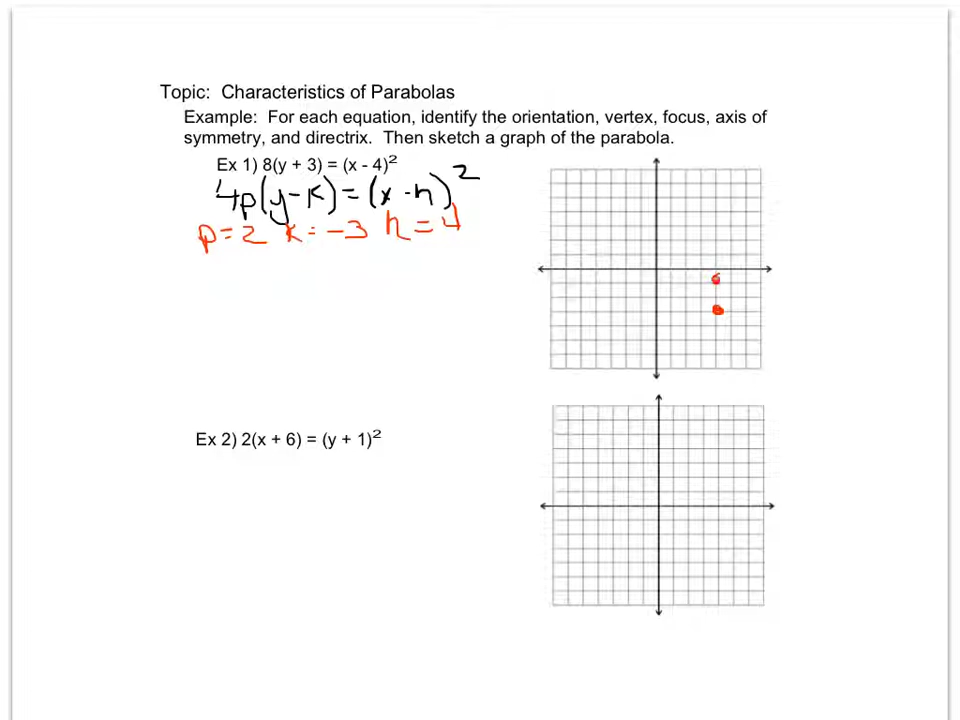 Topic: Characteristics of Parabolas
Example: For each equation, identify the orientation, vertex, focus, axis of
symmetry, and directrix. Then sketch a graph of the parabola.
Ex 1) 8(y + 3) = (x - 4)²
4p(y-k)=(x-h)²
p=2 k=-3 h=4
Ex 2) 2(x + 6) = (y + 1)²